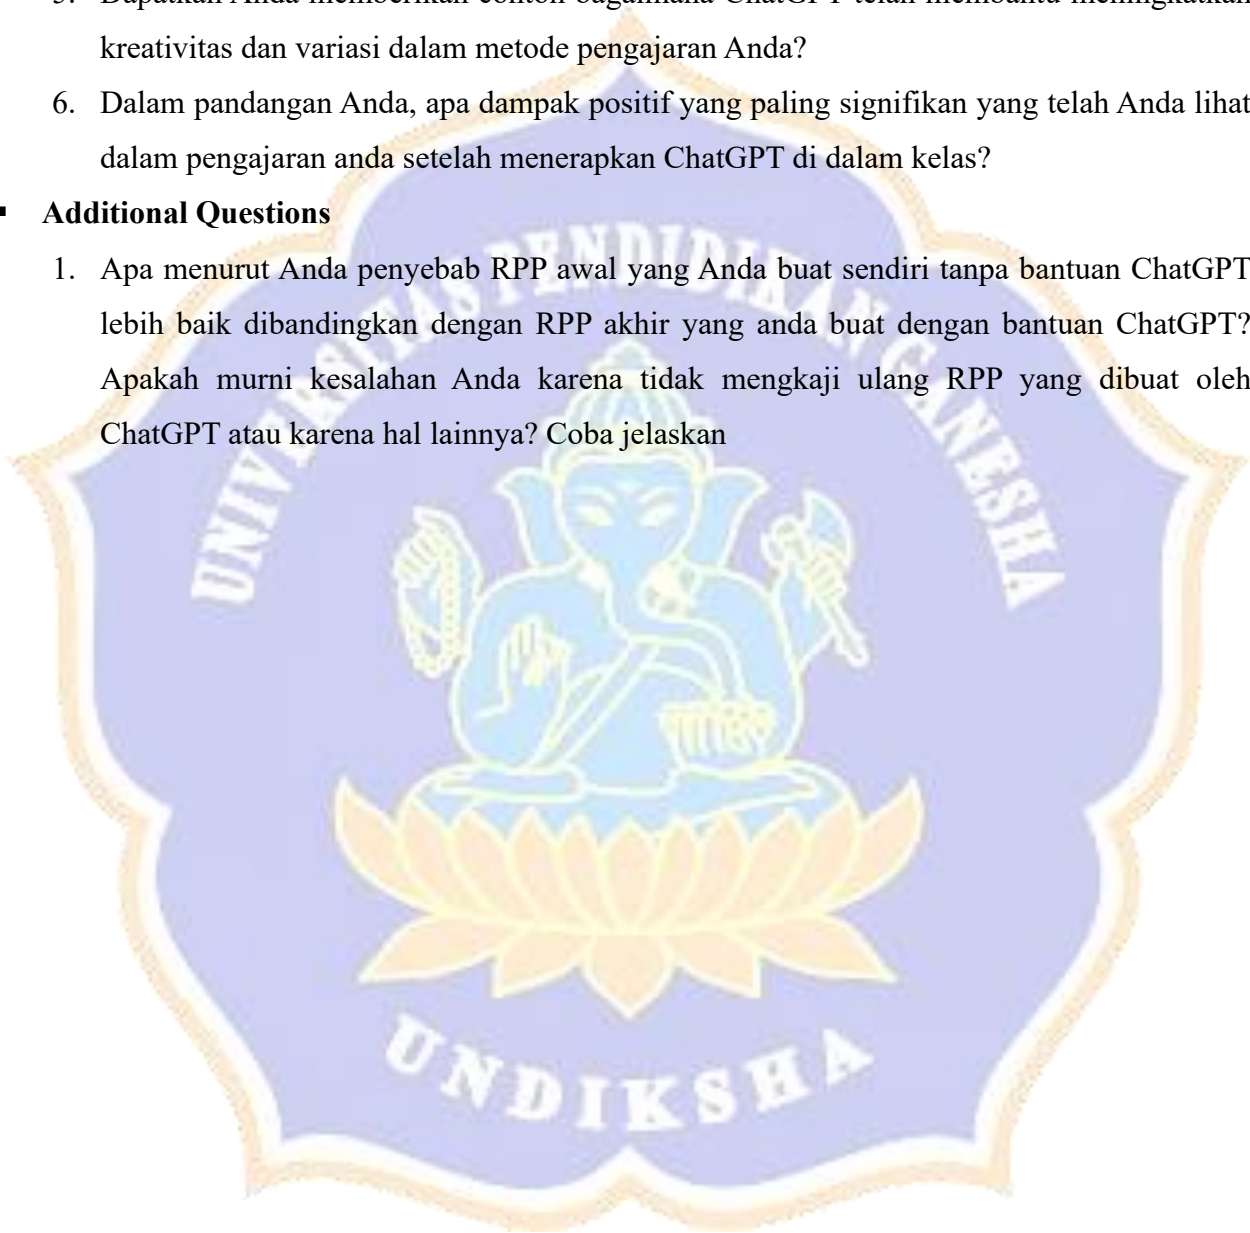 kreativitas dan variasi dalam metode pengajaran Anda?
6. Dalam pandangan Anda, apa dampak positif yang paling signifikan yang telah Anda lihat
dalam pengajaran anda setelah menerapkan ChatGPT di dalam kelas?
▪ Additional Questions
1. Apa menurut Anda penyebab RPP awal yang Anda buat sendiri tanpa bantuan ChatGPT
lebih baik dibandingkan dengan RPP akhir yang anda buat dengan bantuan ChatGPT?
Apakah murni kesalahan Anda karena tidak mengkaji ulang RPP yang dibuat oleh
ChatGPT atau karena hal lainnya? Coba jelaskan
UNIVERSITAS PENDIDIKAN GANESHA
UNDIKSHA